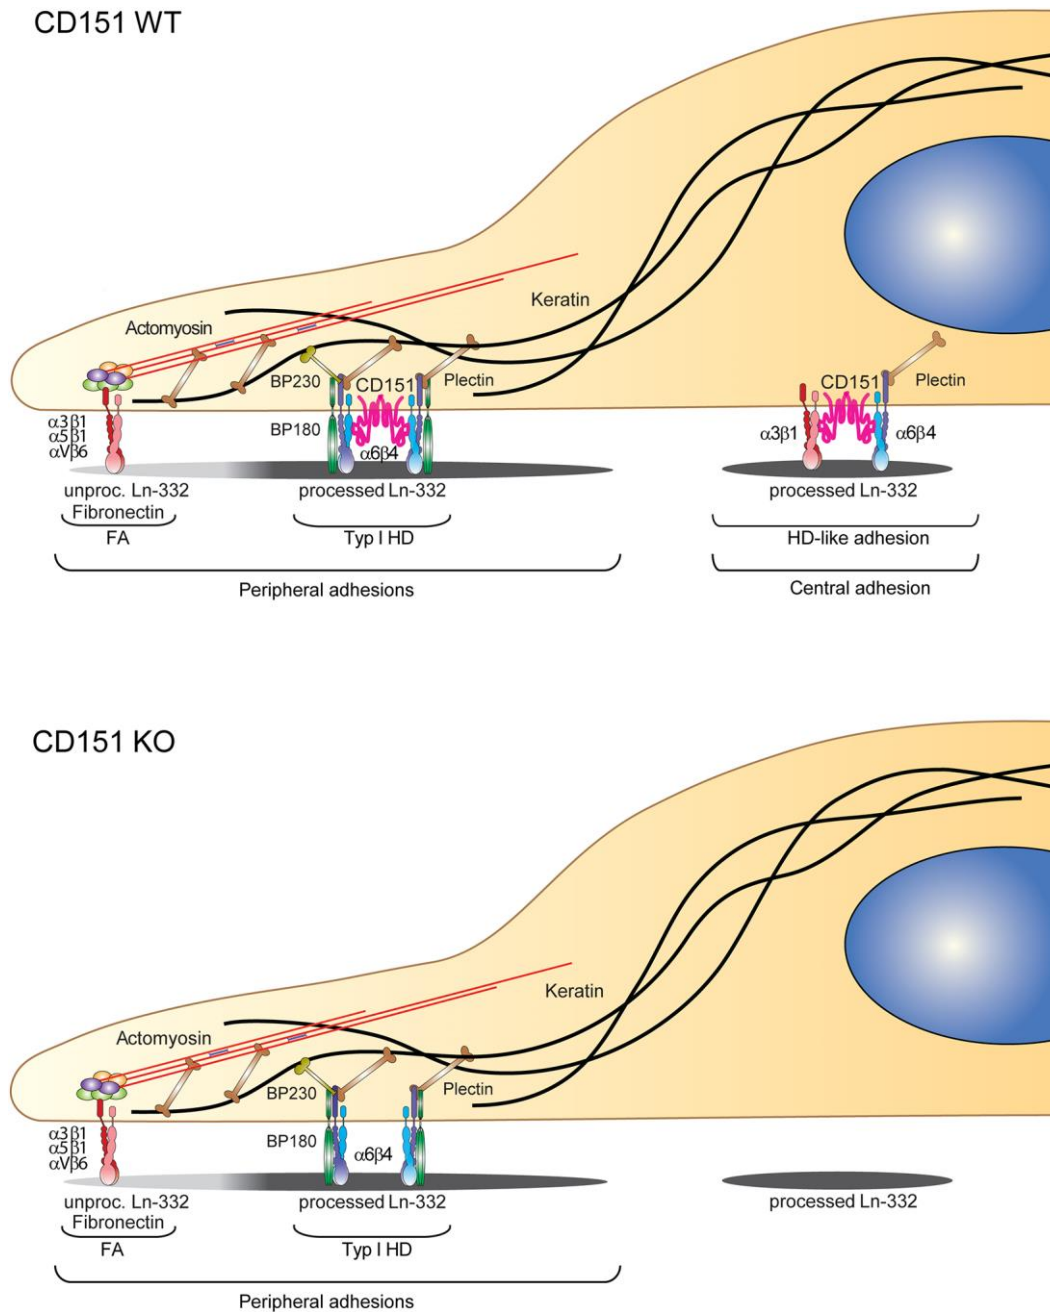 CD151 WT
Keratin
Actomyosin
BP230
CD151
Plectin
CD151
Plectin
α3β1
α5β1
αVβ6
BP180
α6β4
α3β1
α6β4
unproc. Ln-332
Fibronectin
processed Ln-332
processed Ln-332
FA
Typ I HD
HD-like adhesion
Peripheral adhesions
Central adhesion
CD151 KO
Keratin
Actomyosin
BP230
Plectin
α3β1
α5β1
αVβ6
BP180
α6β4
unproc. Ln-332
Fibronectin
processed Ln-332
processed Ln-332
FA
Typ I HD
Peripheral adhesions